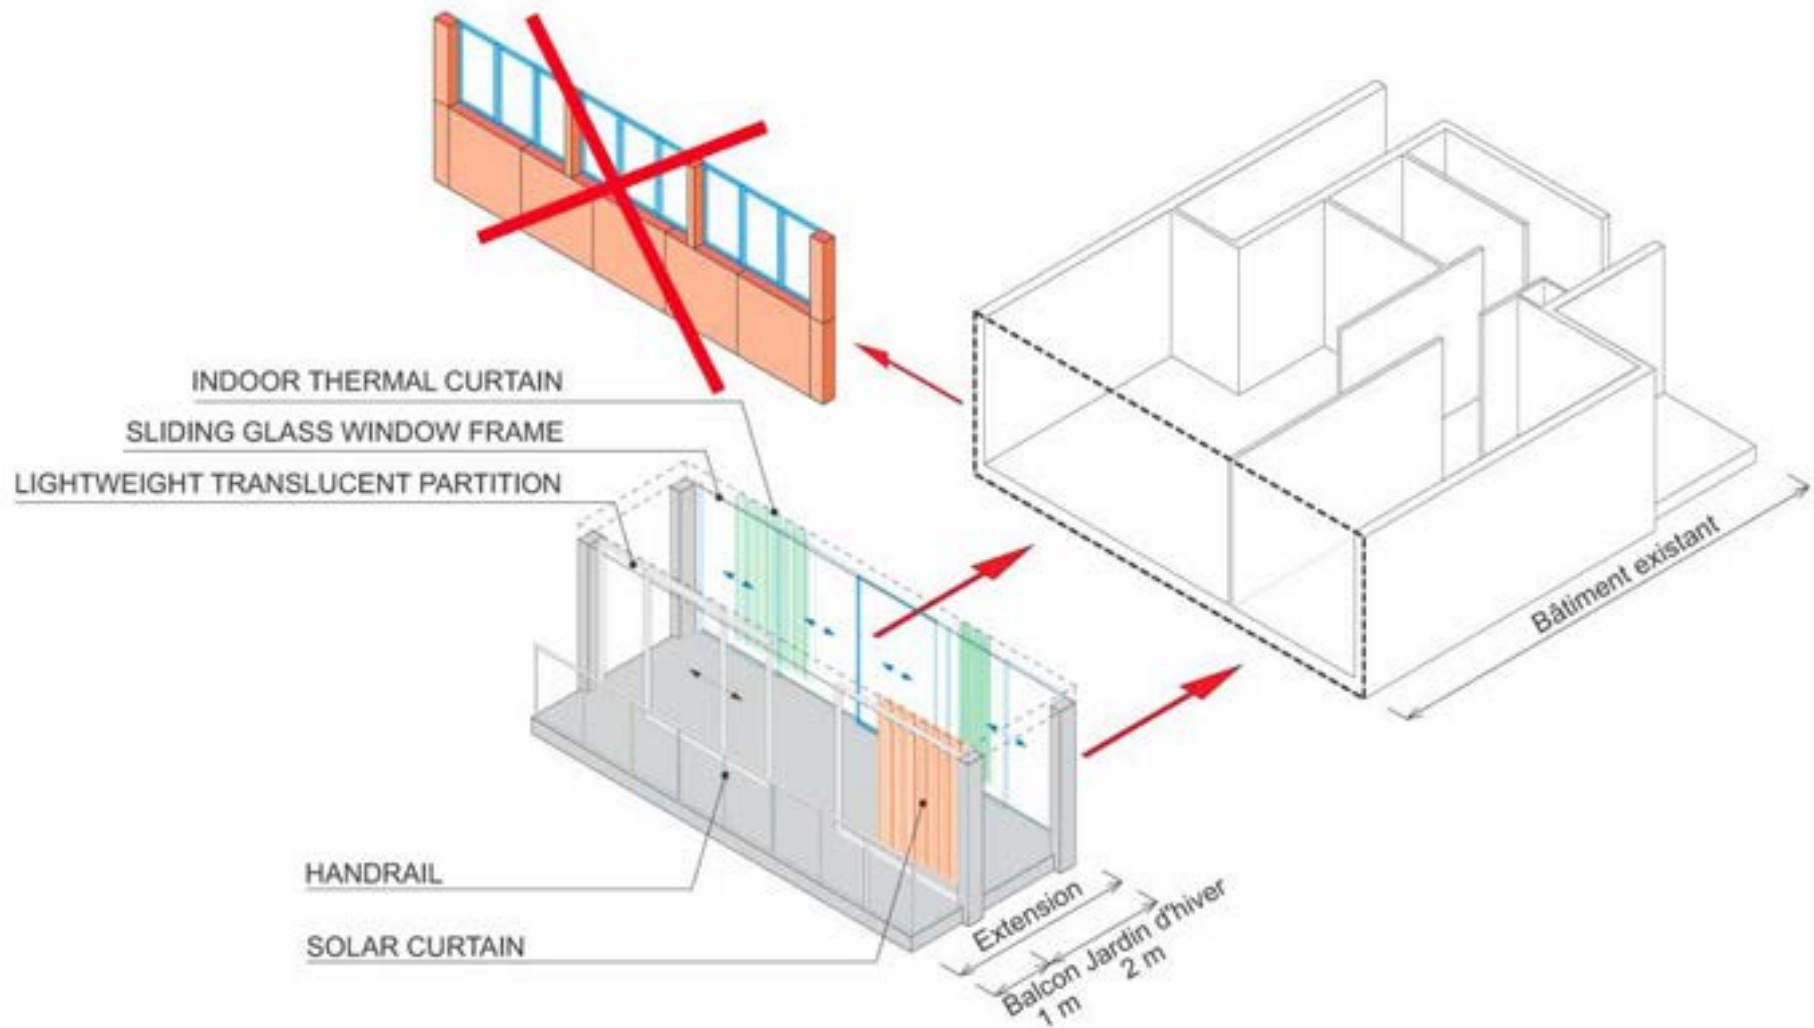 INDOOR THERMAL CURTAIN
SLIDING GLASS WINDOW FRAME
LIGHTWEIGHT TRANSLUCENT PARTITION
Bâtiment existant
HANDRAIL
SOLAR CURTAIN
Extension
Balcon
1 m
Jardin d'hiver
2 m